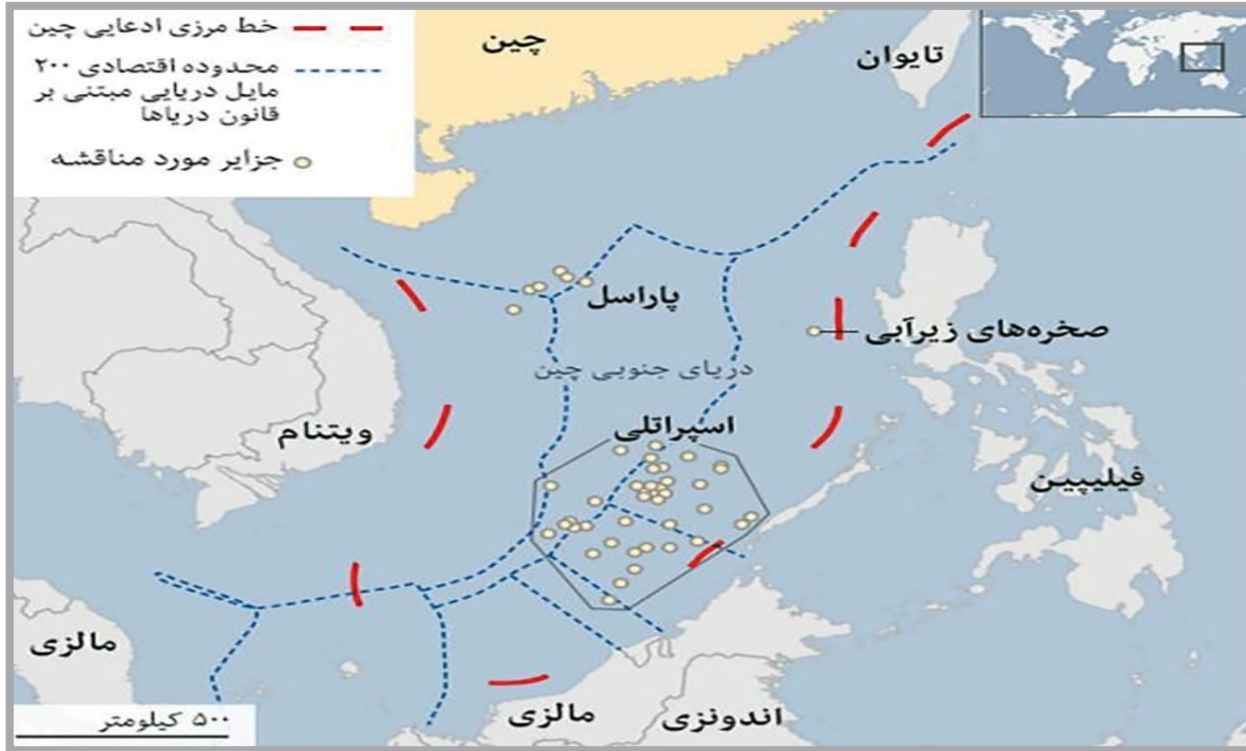 خط مرزی ادعایی چین
محدوده اقتصادی ۲۰۰
مایل دریایی مبتنی بر
قانون دریاها
جزایر مورد مناقشه
چین
تایوان
پاراسل
صخره‌های زیرآبی
دریای جنوبی چین
اسپراتلی
ویتنام
فیلیپین
مالزی
مالزی
اندونزی
۵۰۰ کیلومتر